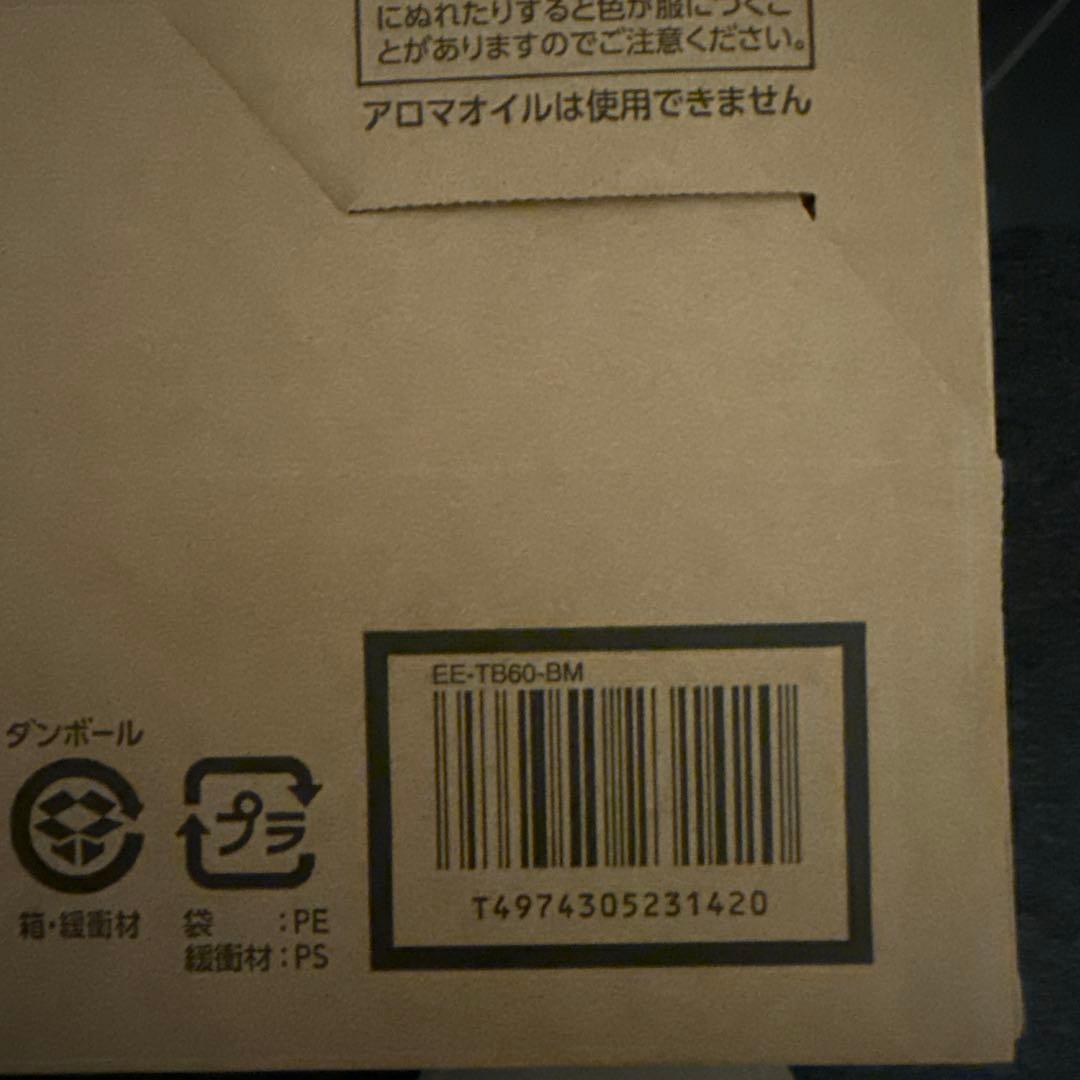 にぬれたりすると色が服につくこ
とがありますのでご注意ください。
アロマオイルは使用できません
EE-TB60-BM
T4974305231420
ダンボール
プラ
箱・緩衝材
袋 :PE
緩衝材:PS